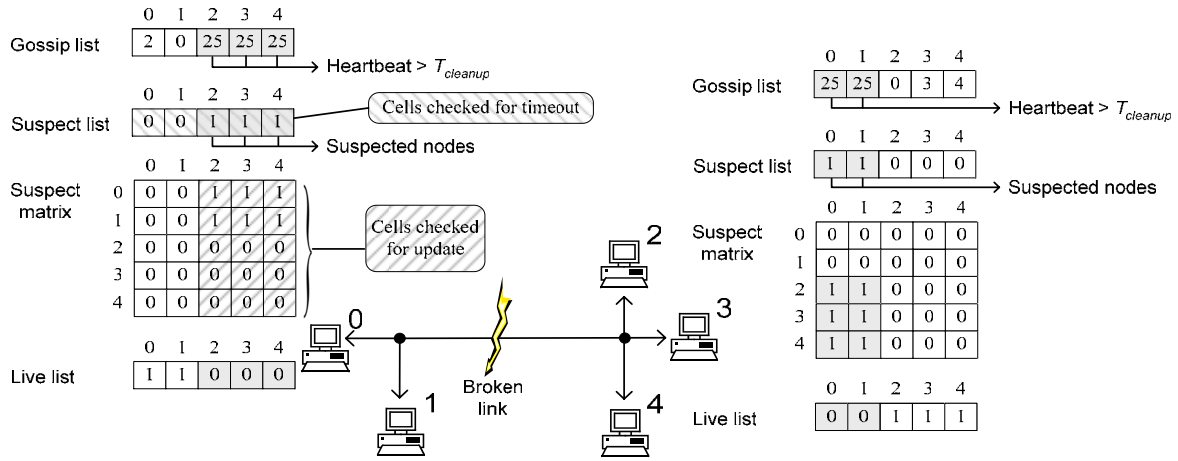 0 1 2 3 4
Gossip list 2 0 25 25 25
Heartbeat > Tcleanup
0 1 2 3 4
Cells checked for timeout
Suspect list 0 0 1 1 1
Suspected nodes
0 1 2 3 4
Suspect matrix
0 0 0 1 1 1
1 0 0 1 1 1
2 0 0 0 0 0
3 0 0 0 0 0
4 0 0 0 0 0
Cells checked
for update
0 1 2 3 4
Live list 1 1 0 0 0
0
1
2
3
4
Broken
link
0 1 2 3 4
Gossip list 25 25 0 3 4
Heartbeat > Tcleanup
0 1 2 3 4
Suspect list 1 1 0 0 0
Suspected nodes
0 1 2 3 4
Suspect
matrix
0 0 0 0 0 0
1 0 0 0 0 0
2 1 1 0 0 0
3 1 1 0 0 0
4 1 1 0 0 0
0 1 2 3 4
Live list 0 0 1 1 1